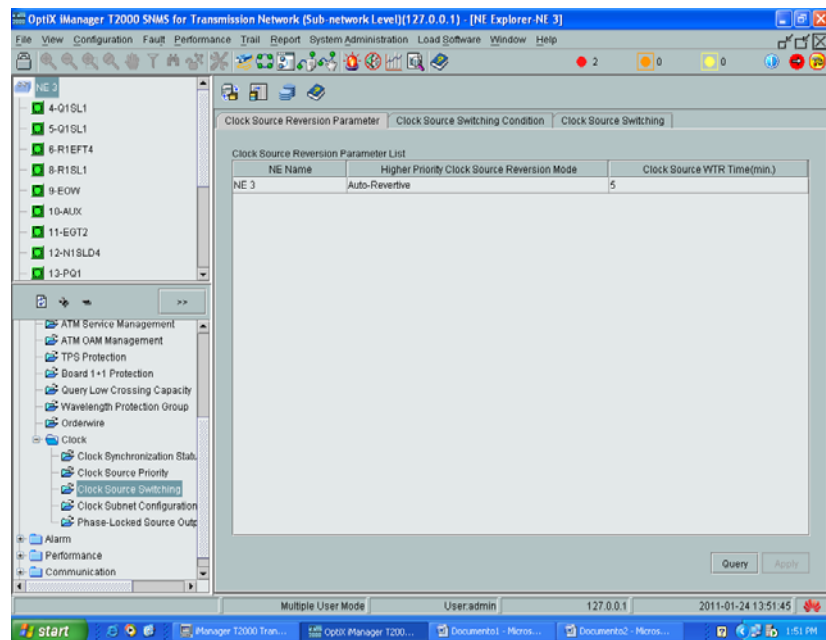 OptiX iManager T2000 SNMS for Transmission Network (Sub-network Level)(127.0.0.1) - [NE Explorer-NE 3]
File View Configuration Fault Performance Trail Report System Administration Load Software Window Help
2 0 0
NE 3
4-Q1SL1
5-Q1SL1
6-R1EFT4
8-R1SL1
9-EOW
10-AUX
11-EGT2
12-N1SLD4
13-PQ1
>>
ATM Service Management
ATM OAM Management
TPS Protection
Board 1+1 Protection
Query Low Crossing Capacity
Wavelength Protection Group
Orderwire
Clock
Clock Synchronization Stat
Clock Source Priority
Clock Source Switching
Clock Subnet Configuration
Phase-Locked Source Outp
Alarm
Performance
Communication
Clock Source Reversion Parameter Clock Source Switching Condition Clock Source Switching
Clock Source Reversion Parameter List
NE Name Higher Priority Clock Source Reversion Mode Clock Source WTR Time(min.)
NE 3 Auto-Revertive 5
Query Apply
Multiple User Mode User:admin 127.0.0.1 2011-01-24 13:51:45
start iManager T2000 Tran... OptiX iManager T200... Documento1 - Micros... Documento2 - Micros... 1:51 PM